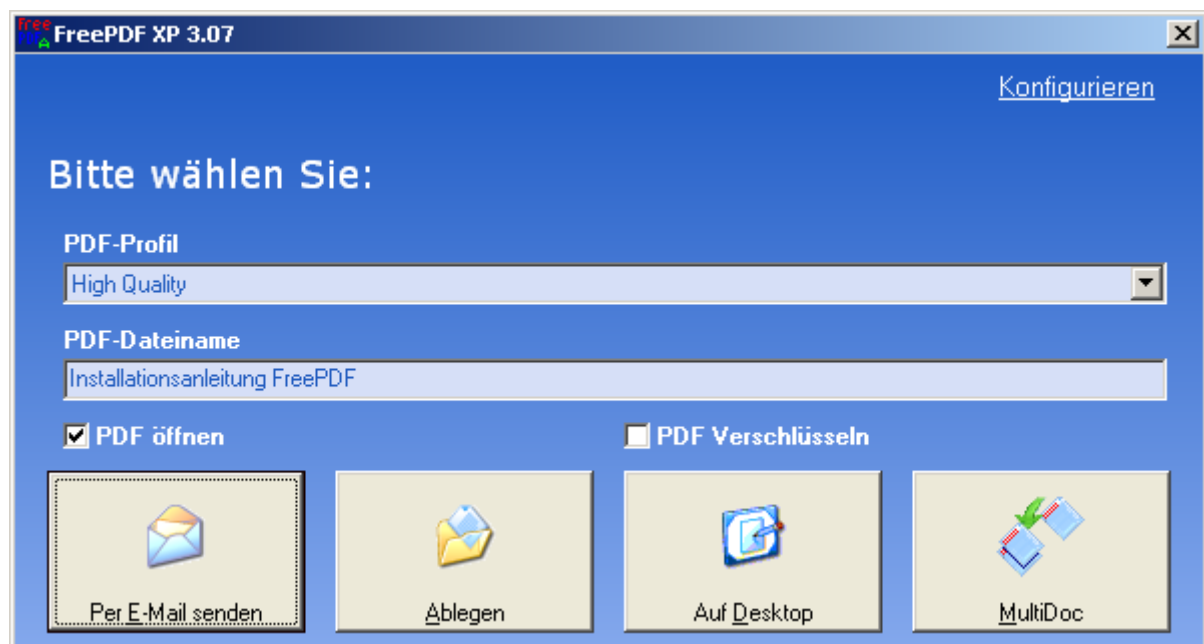 FreePDF XP 3.07
Konfigurieren
Bitte wählen Sie:
PDF-Profil
High Quality
PDF-Dateiname
Installationsanleitung FreePDF
PDF öffnen
PDF Verschlüsseln
Per E-Mail senden
Ablegen
Auf Desktop
MultiDoc